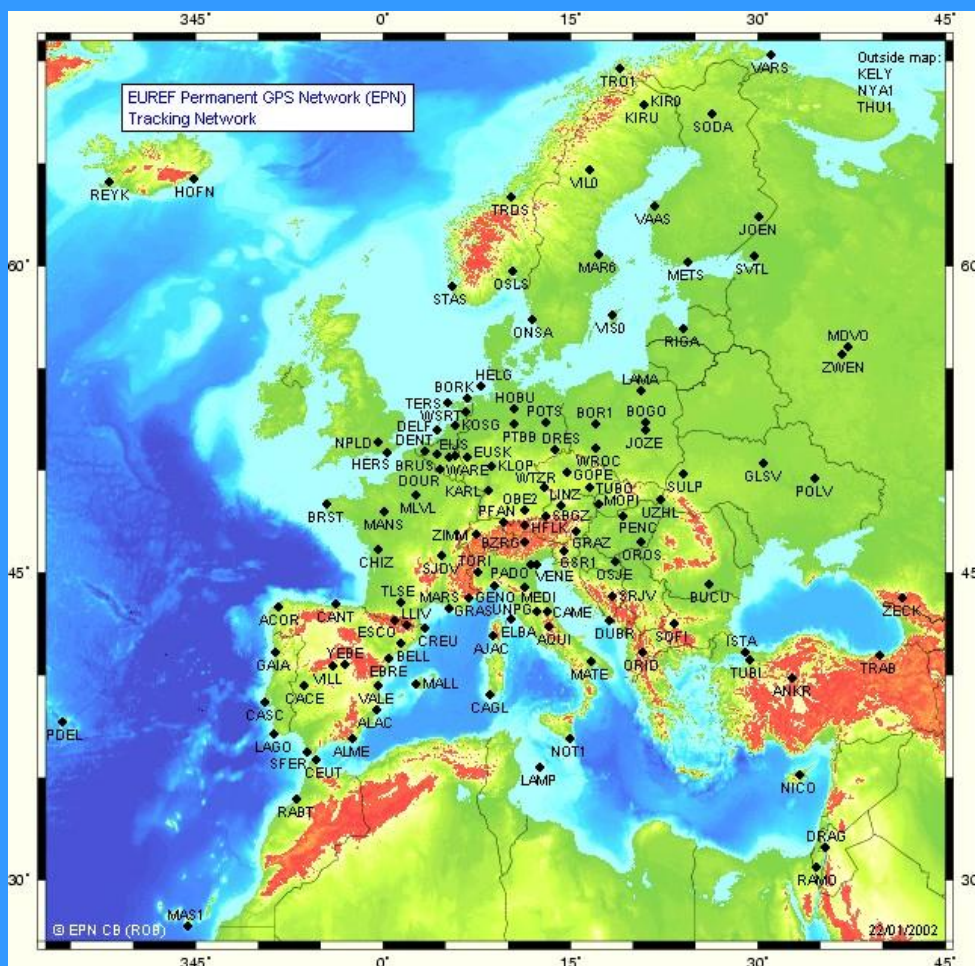 345 0° 15° 30° 45
Outside map:
KELY
NYA1
THU1
EUREF Permanent GPS Network (EPN)
Tracking Network
VARS
TRO1
KIR0
KIRU
SODA
REYK
HOFN
VIL0
TRDS
VAAS
JOEN
60
60
MAR6
METS
SVTL
OSLS
STAS
ONSA
VIS0
RIGA
MDVO
ZWEN
HELG
LAMA
BORK
TERS
HOBU
WSRT
POTS
BOR1
BOGO
DELF
KOSG
DENT
PTBB
DRES
JOZE
NPLD
EIJS
EUSK
WROC
HERS
BRUS
WARE
KLOP
GOPE
GLSV
DOUR
WTZR
SULP
POLV
KARL
LINZ
TUBO
MLVL
OBE2
MOPI
UZHL
BRST
PFAN
SBGZ
MANS
HFLK
PENC
ZIMM
BZRG
GRAZ
CHIZ
OROS
SJDV
TORI
GSR1
OSJE
45
45
PADO
VENE
BUCU
TLSE
MARS
GENO
MEDI
SRJV
ZECK
ACOR
CANT
LLIV
GRAS
UNPG
CAME
ESCO
CREU
ELBA
AQUI
DUBR
SOFI
GAIA
YEBE
BELL
AJAC
ISTA
VILL
EBRE
MATE
ORID
TUBI
TRAB
CACE
VALE
MALL
ANKR
CASC
CAGL
PDEL
ALAC
LAGO
ALME
NOT1
SFER
CEUT
LAMP
NICO
RABT
DRAG
30
30
RAMO
MAS1
© EPN CB (ROB)
22/01/2002
345 0° 15° 30° 45